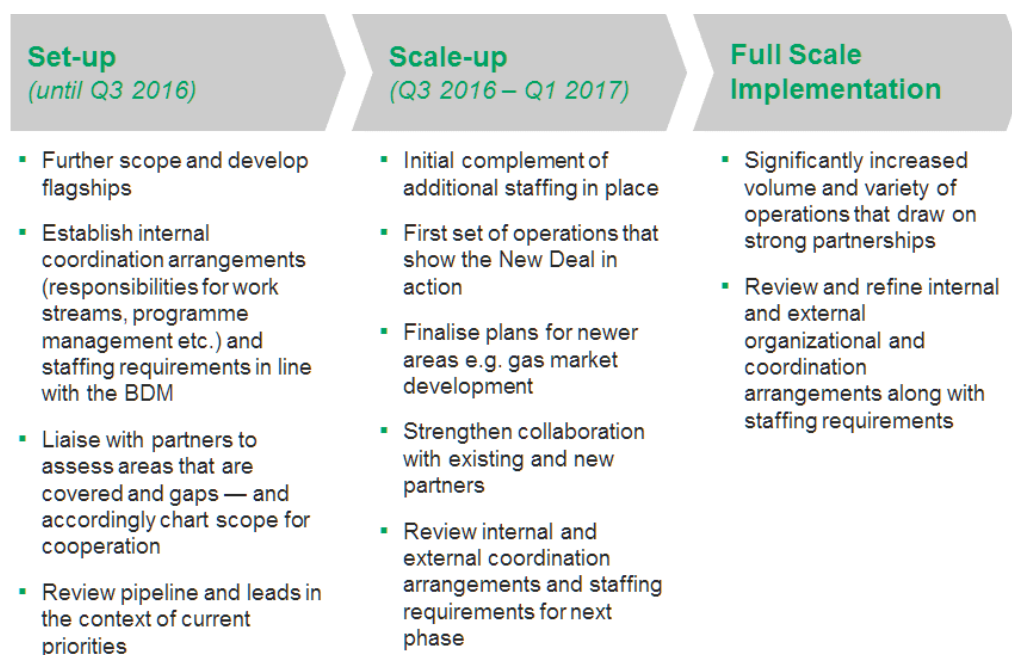 Set-up
(until Q3 2016)
▪ Further scope and develop
flagships
▪ Establish internal
coordination arrangements
(responsibilities for work
streams, programme
management etc.) and
staffing requirements in line
with the BDM
▪ Liaise with partners to
assess areas that are
covered and gaps — and
accordingly chart scope for
cooperation
▪ Review pipeline and leads in
the context of current
priorities
Scale-up
(Q3 2016 – Q1 2017)
▪ Initial complement of
additional staffing in place
▪ First set of operations that
show the New Deal in
action
▪ Finalise plans for newer
areas e.g. gas market
development
▪ Strengthen collaboration
with existing and new
partners
▪ Review internal and
external coordination
arrangements and staffing
requirements for next
phase
Full Scale
Implementation
▪ Significantly increased
volume and variety of
operations that draw on
strong partnerships
▪ Review and refine internal
and external
organizational and
coordination
arrangements along with
staffing requirements